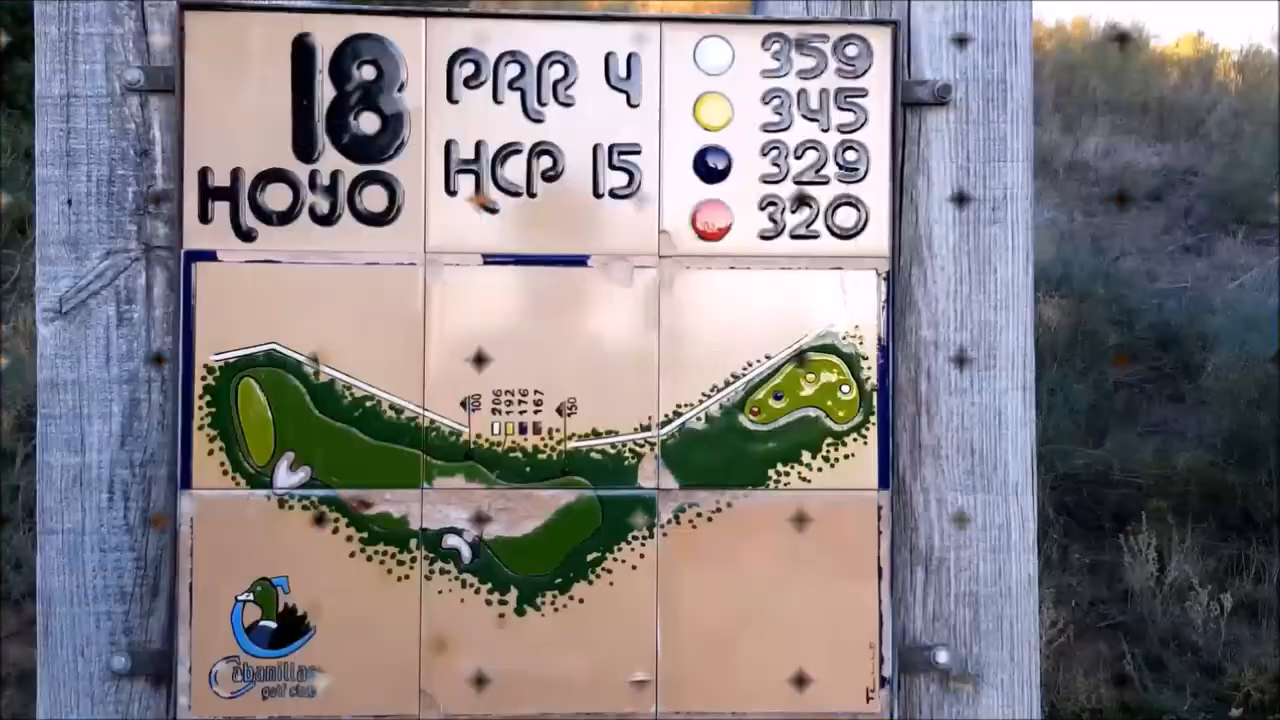 18
HOYO
PAR 4
HCP 15
359
345
329
320
100
206
192
176
167
150
Cabanillas
golf club